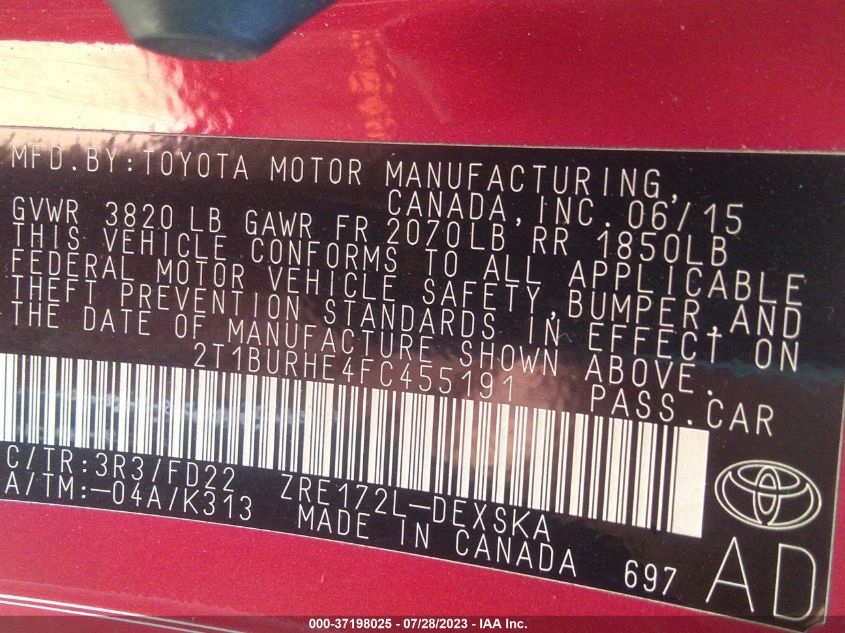 MFD.BY:TOYOTA MOTOR MANUFACTURING,
CANADA,INC. 06/15
GVWR 3820 LB GAWR FR 2070LB RR 1850LB
THIS VEHICLE CONFORMS TO ALL APPLICABLE
FEDERAL MOTOR VEHICLE SAFETY,BUMPER,AND
THEFT PREVENTION STANDARDS IN EFFECT ON
THE DATE OF MANUFACTURE SHOWN ABOVE.
2T1BURHE4FC455191 PASS.CAR
C/TR:3R3/FD22 ZRE172L-DEXSKA
A/TM:-04A/K313 MADE IN CANADA
697 AD
000-37198025 - 07/28/2023 - IAA Inc.